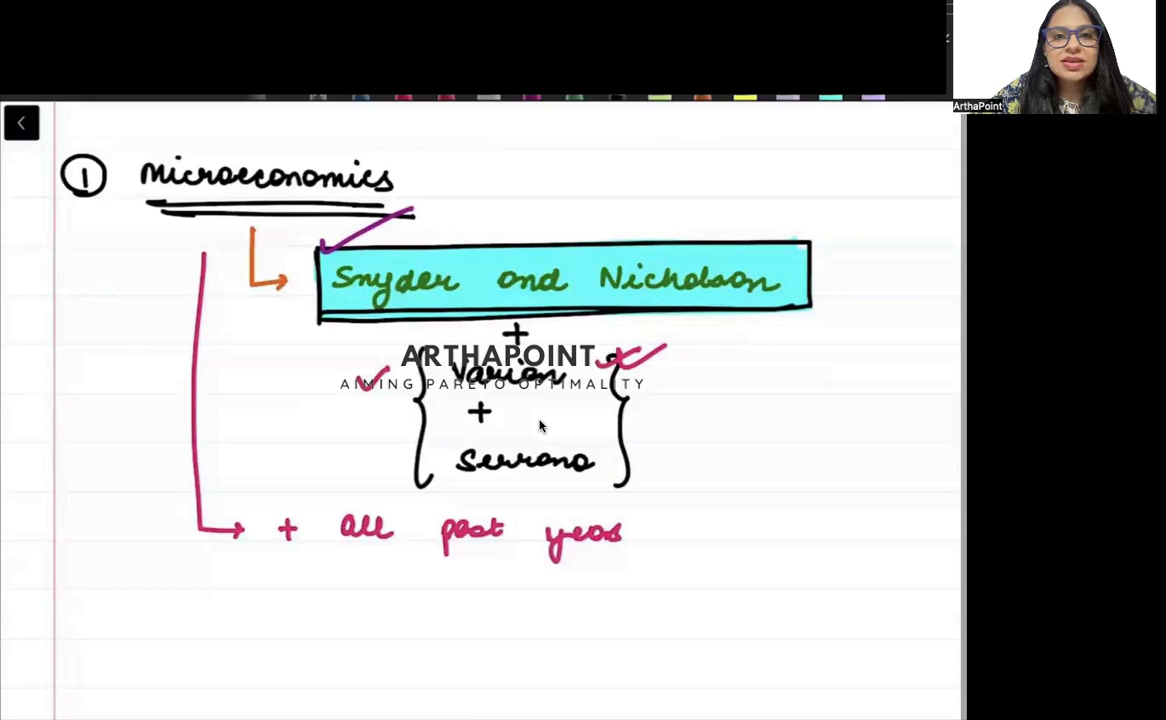 ArthaPoint
① Microeconomics
Snyder and Nicholson
+
ARTHAPOINT
Varian
AIMING PARETO OPTIMALITY
+
Serrano
+ all past years